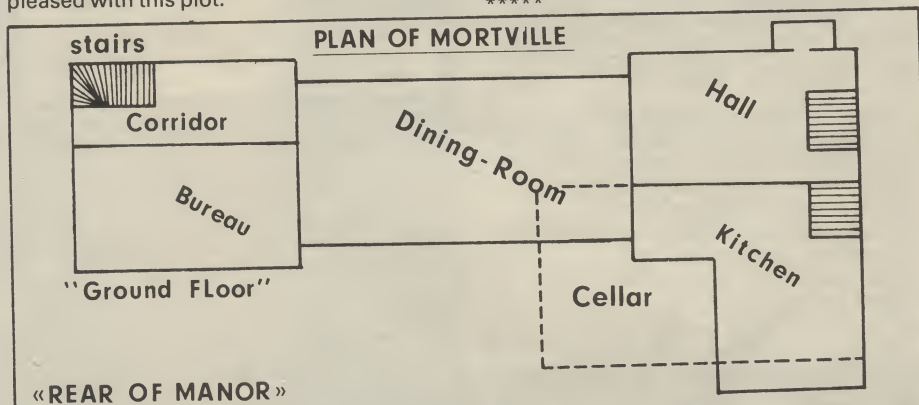 pleased with this plot.
*****
PLAN OF MORTVILLE
stairs
Corridor
Bureau
"Ground FLoor"
Dining-Room
Hall
Kitchen
Cellar
«REAR OF MANOR»